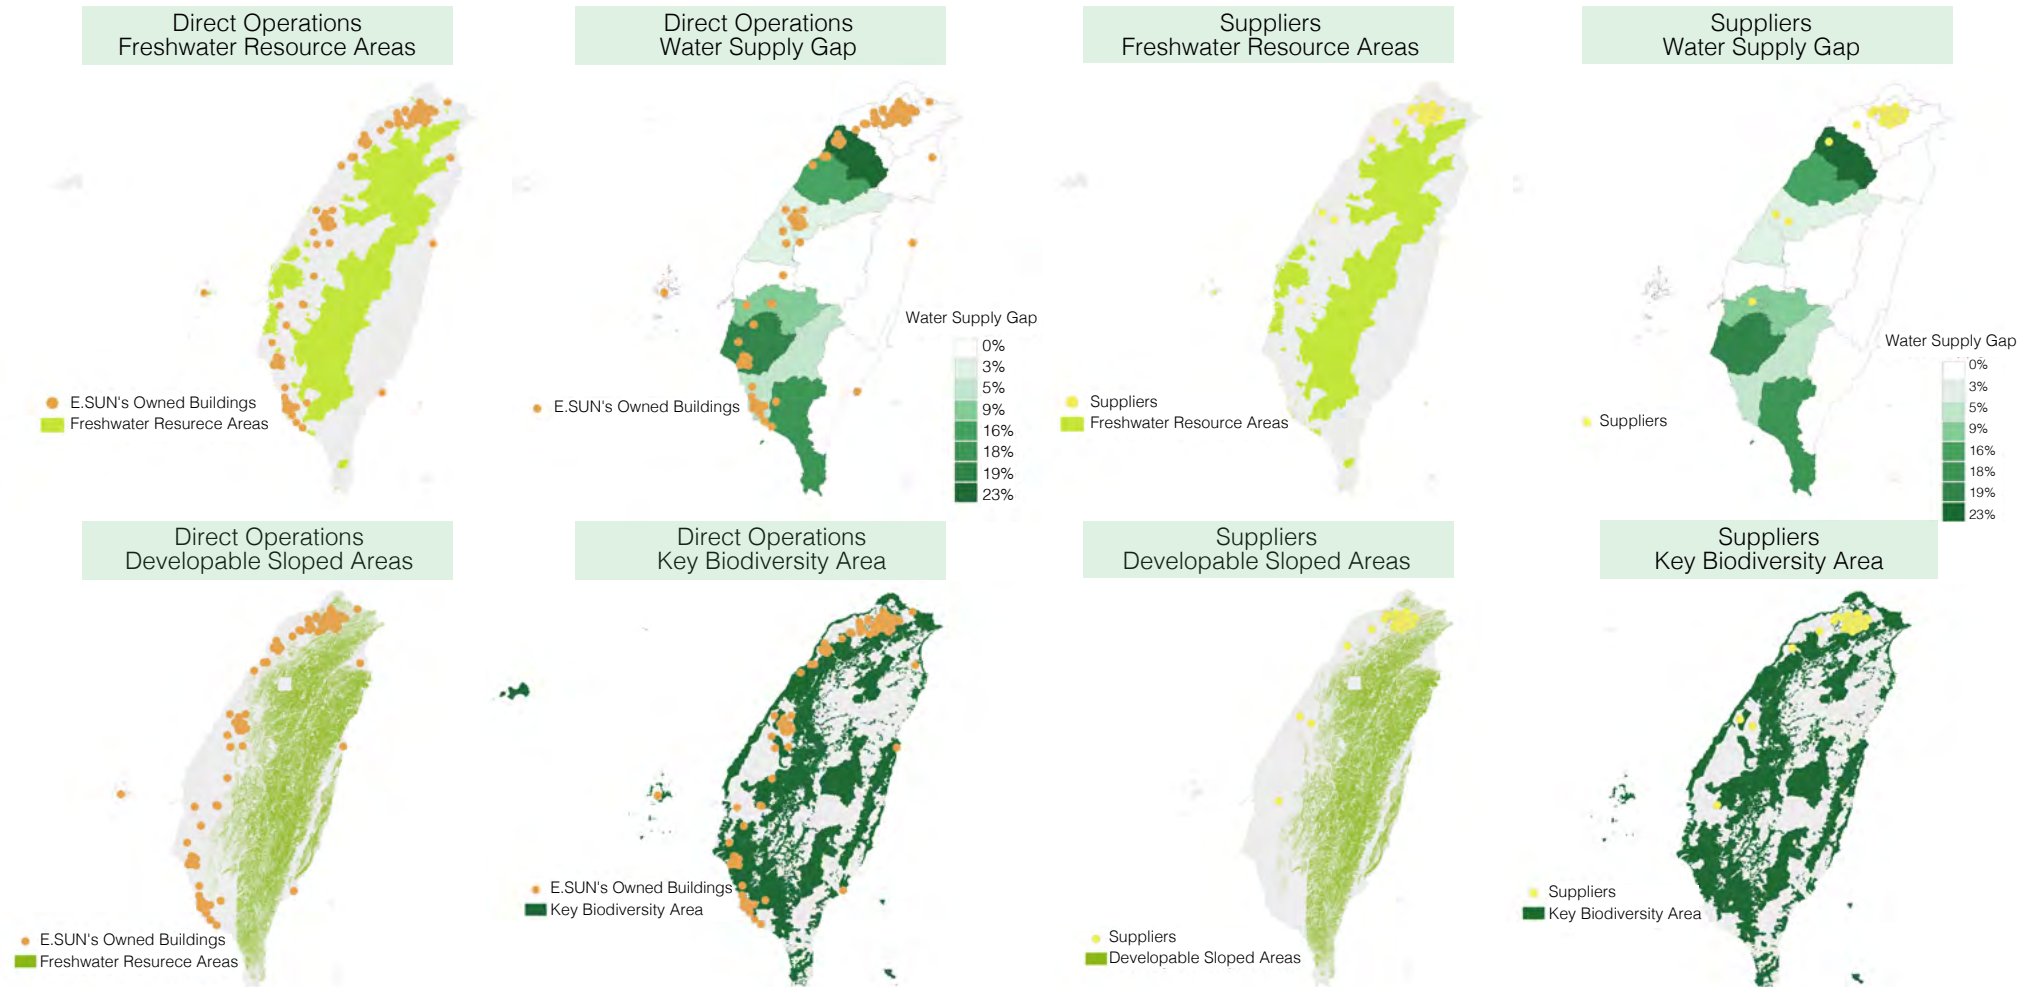 Direct Operations
Freshwater Resource Areas
Direct Operations
Water Supply Gap
Suppliers
Freshwater Resource Areas
Suppliers
Water Supply Gap
E.SUN's Owned Buildings
Freshwater Resurece Areas
E.SUN's Owned Buildings
Water Supply Gap
0%
3%
5%
9%
16%
18%
19%
23%
Suppliers
Freshwater Resource Areas
Suppliers
Water Supply Gap
0%
3%
5%
9%
16%
18%
19%
23%
Direct Operations
Developable Sloped Areas
Direct Operations
Key Biodiversity Area
Suppliers
Developable Sloped Areas
Suppliers
Key Biodiversity Area
E.SUN's Owned Buildings
Freshwater Resurece Areas
E.SUN's Owned Buildings
Key Biodiversity Area
Suppliers
Developable Sloped Areas
Suppliers
Key Biodiversity Area